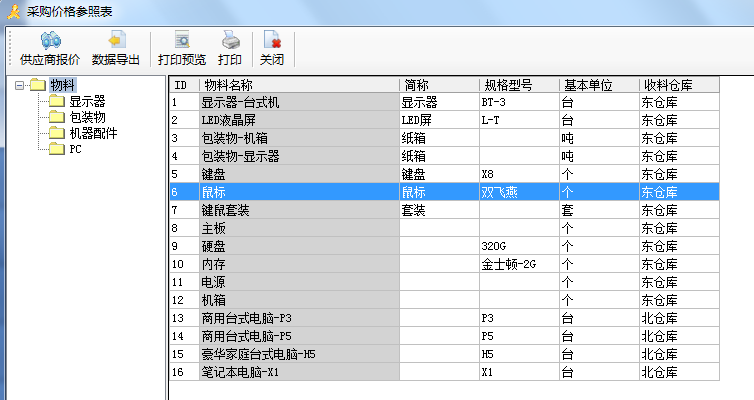 采购价格参照表
供应商报价 数据导出 打印预览 打印 关闭
物料
显示器
包装物
机器配件
PC
ID 物料名称 简称 规格型号 基本单位 收料仓库
1 显示器-台式机 显示器 BT-3 台 东仓库
2 LED液晶屏 LED屏 L-T 台 东仓库
3 包装物-机箱 纸箱 吨 东仓库
4 包装物-显示器 纸箱 吨 东仓库
5 键盘 键盘 X8 个 东仓库
6 鼠标 鼠标 双飞燕 个 东仓库
7 键鼠套装 套装 套 东仓库
8 主板 个 东仓库
9 硬盘 320G 个 东仓库
10 内存 金士顿-2G 个 东仓库
11 电源 个 东仓库
12 机箱 个 东仓库
13 商用台式电脑-P3 P3 台 北仓库
14 商用台式电脑-P5 P5 台 北仓库
15 豪华家庭台式电脑-H5 H5 台 北仓库
16 笔记本电脑-X1 X1 台 北仓库